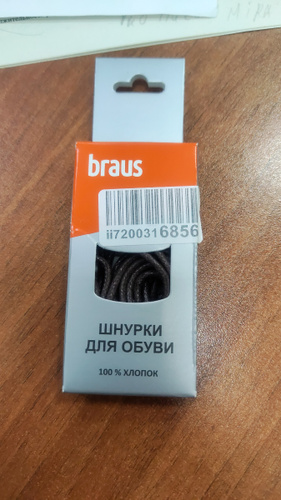 braus
ii7200316856
ШНУРКИ
ДЛЯ ОБУВИ
100 % ХЛОПОК